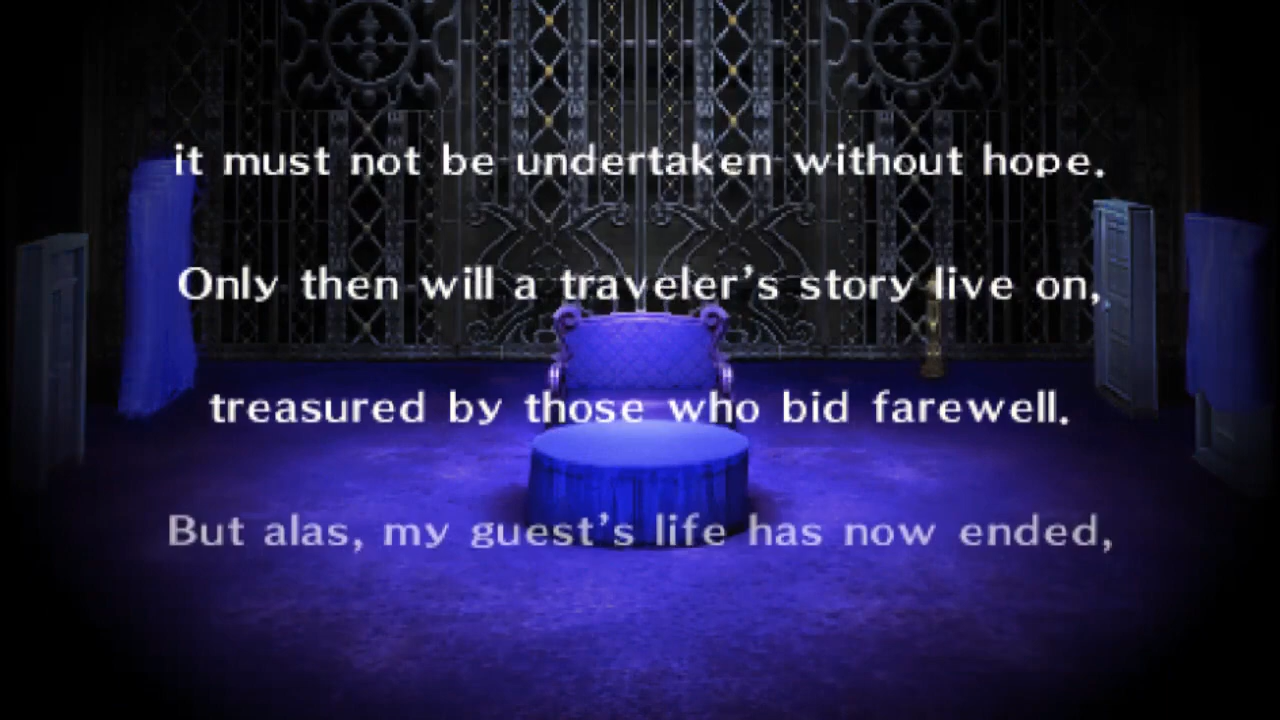 it must not be undertaken without hope.
Only then will a traveler's story live on,
treasured by those who bid farewell.
But alas, my guest's life has now ended,